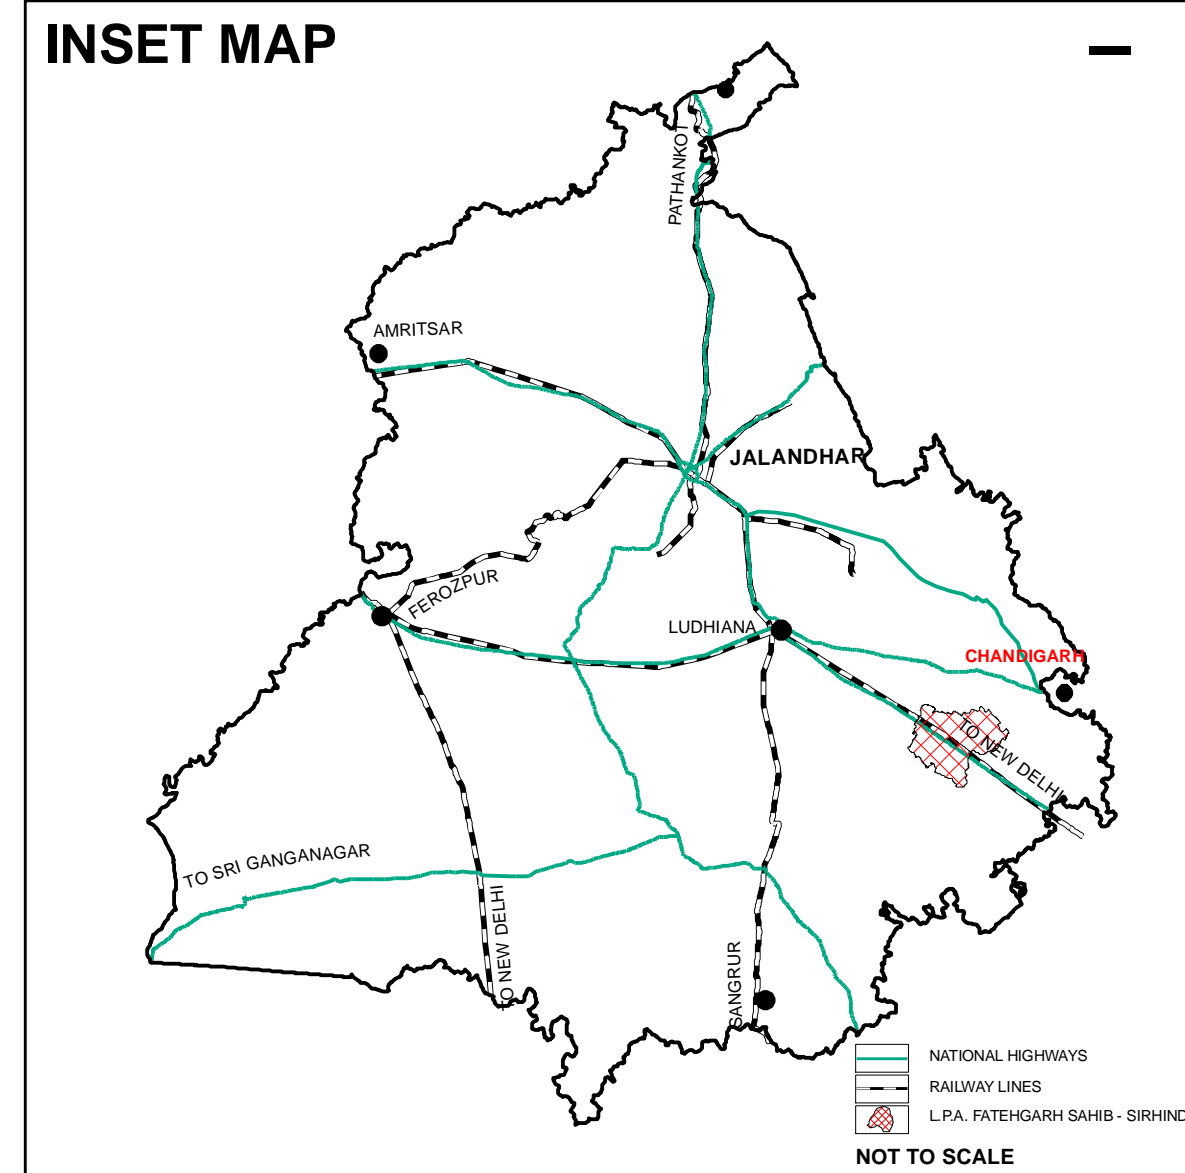 INSET MAP
PATHANKOT
AMRITSAR
JALANDHAR
FEROZPUR
LUDHIANA
CHANDIGARH
TO NEW DELHI
TO SRI GANGANAGAR
TO NEW DELHI
SANGRUR
NATIONAL HIGHWAYS
RAILWAY LINES
L.P.A. FATEHGARH SAHIB - SIRHIND
NOT TO SCALE